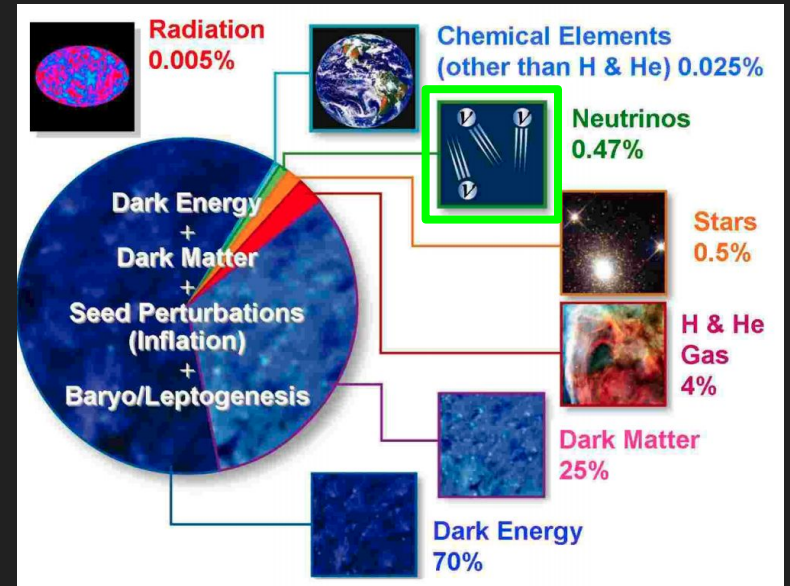 Radiation
0.005%
Chemical Elements
(other than H & He) 0.025%
ν
ν
ν
Neutrinos
0.47%
Dark Energy
+
Dark Matter
+
Seed Perturbations
(Inflation)
+
Baryo/Leptogenesis
Stars
0.5%
H & He
Gas
4%
Dark Matter
25%
Dark Energy
70%